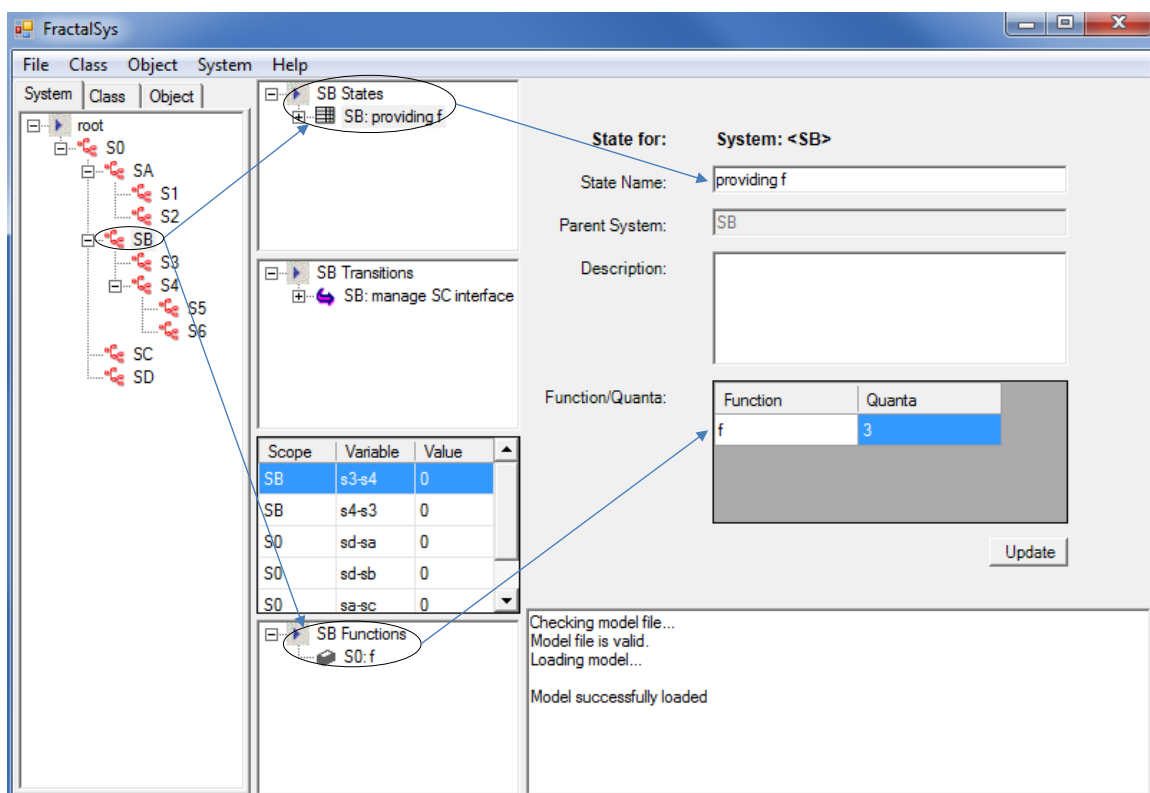 FractalSys
File Class Object System Help
System Class Object
root
S0
SA
S1
S2
SB
S3
S4
S5
S6
SC
SD
SB States
SB: providing f
SB Transitions
SB: manage SC interface
Scope Variable Value
SB s3-s4 0
SB s4-s3 0
S0 sd-sa 0
S0 sd-sb 0
S0 sa-sc 0
SB Functions
S0: f
State for: System: <SB>
State Name: providing f
Parent System: SB
Description:
Function/Quanta:
Function Quanta
f 3
Update
Checking model file...
Model file is valid.
Loading model...
Model successfully loaded